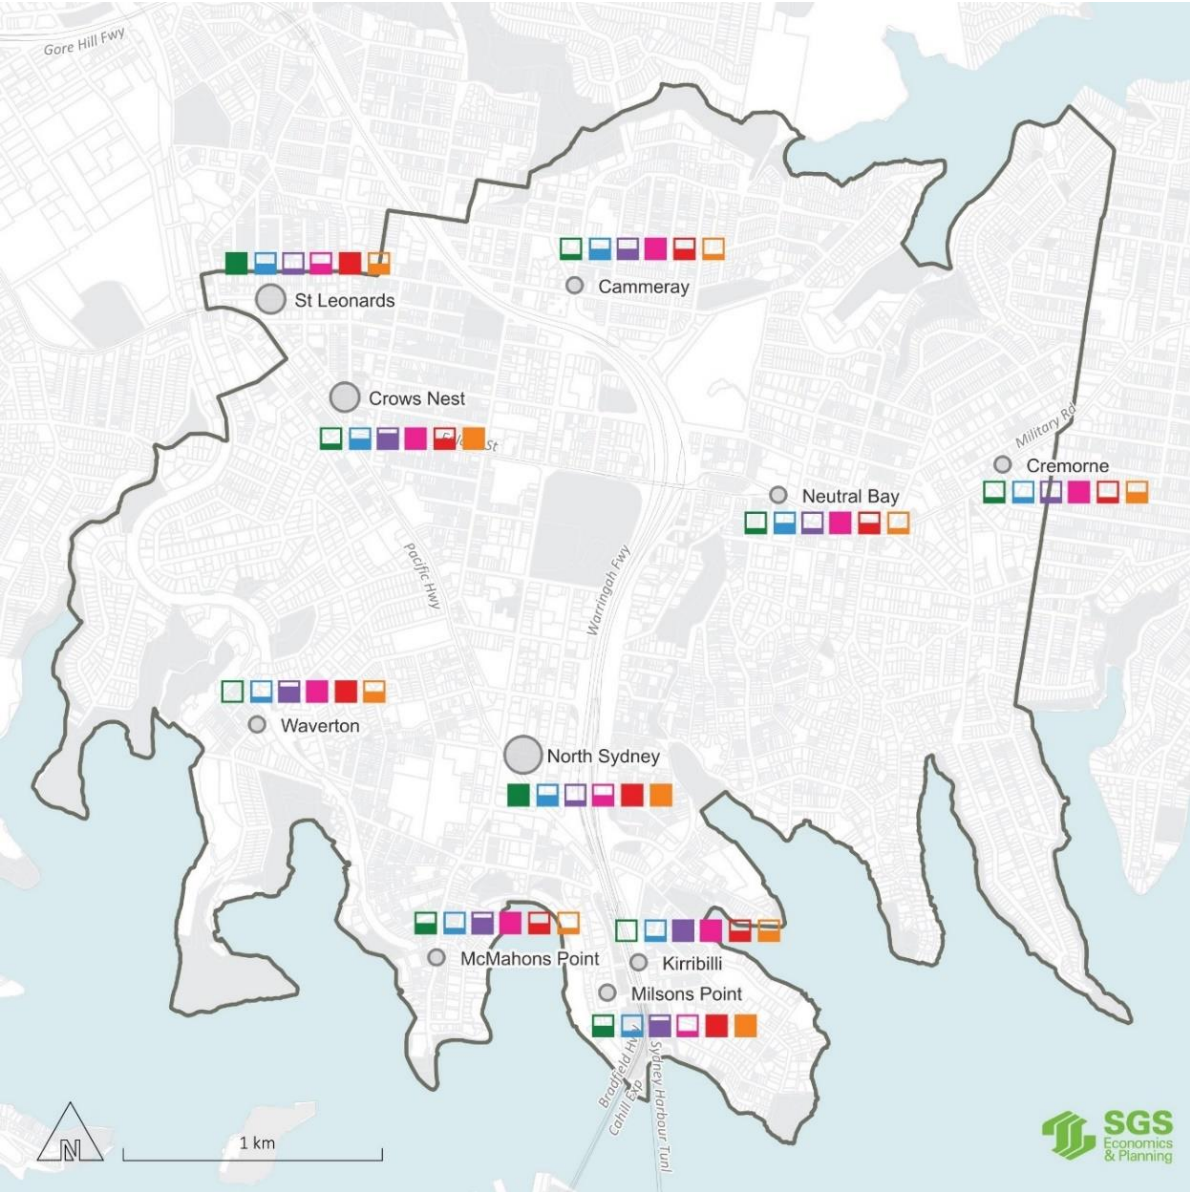 Gore Hill Fwy
St Leonards
Cammeray
Crows Nest
St
Military Rd
Cremorne
Neutral Bay
Pacific Hwy
Warringah Fwy
Waverton
North Sydney
McMahons Point
Kirribilli
Milsons Point
Bradfield Hwy
Cahill Exp
Sydney Harbour Tunl
N
1 km
SGS
Economics
& Planning